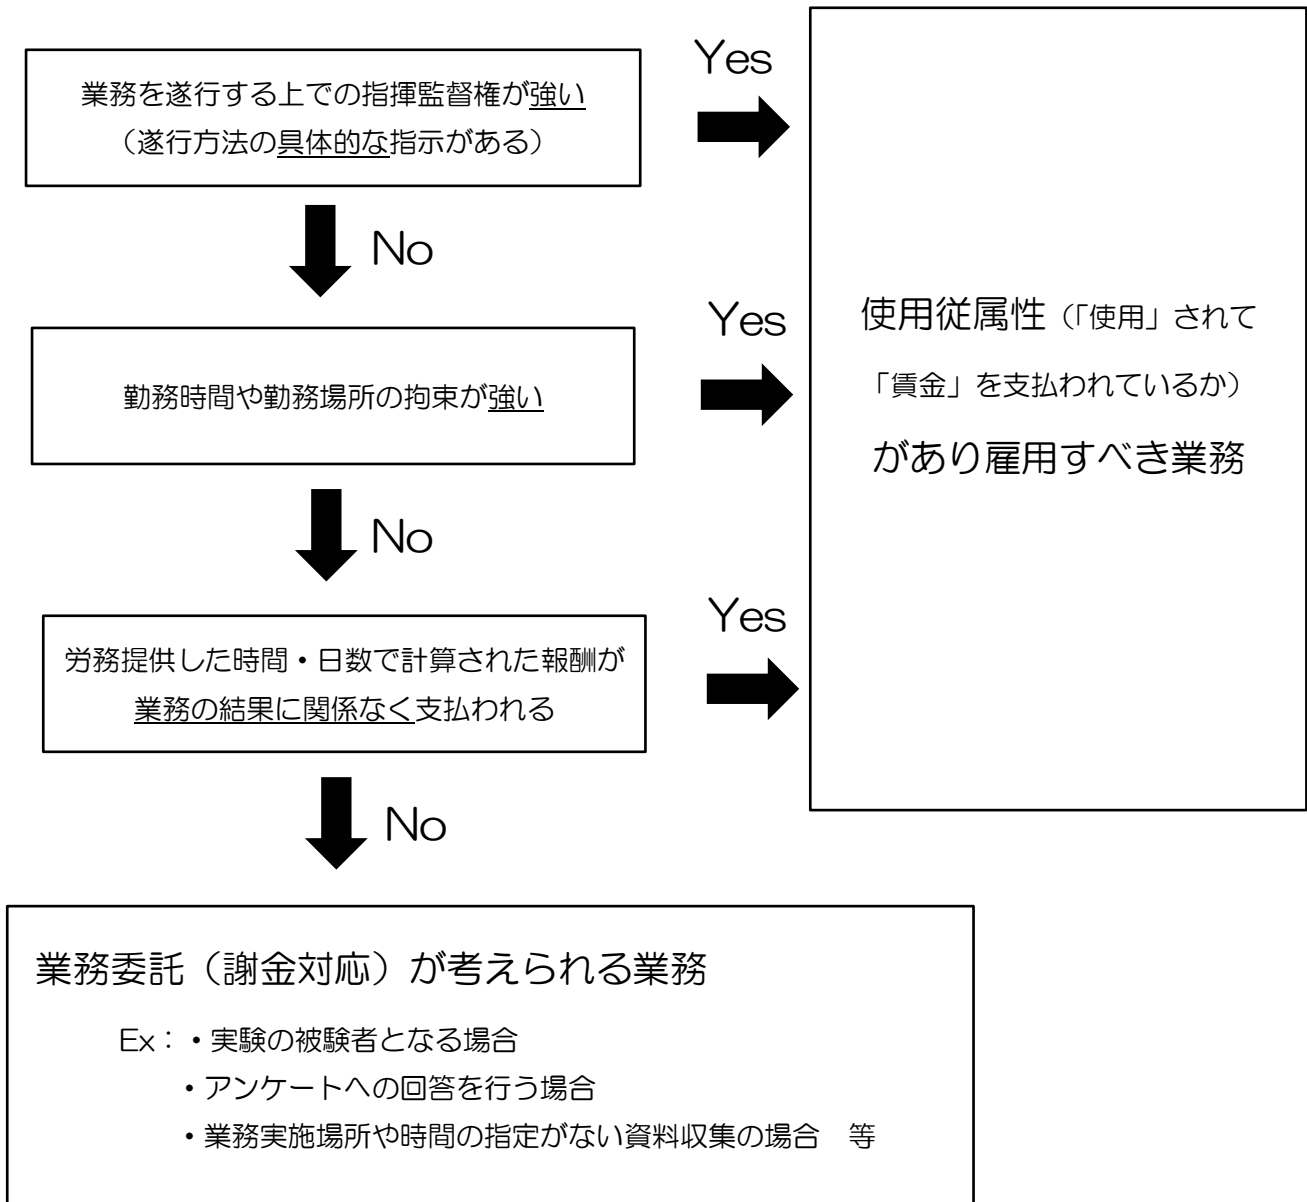 業務を遂行する上での指揮監督権が強い
（遂行方法の具体的な指示がある）
Yes
No
勤務時間や勤務場所の拘束が強い
Yes
No
労務提供した時間・日数で計算された報酬が
業務の結果に関係なく支払われる
Yes
No
使用従属性（「使用」されて
「賃金」を支払われているか）
があり雇用すべき業務
業務委託（謝金対応）が考えられる業務
Ex：・実験の被験者となる場合
・アンケートへの回答を行う場合
・業務実施場所や時間の指定がない資料収集の場合　等